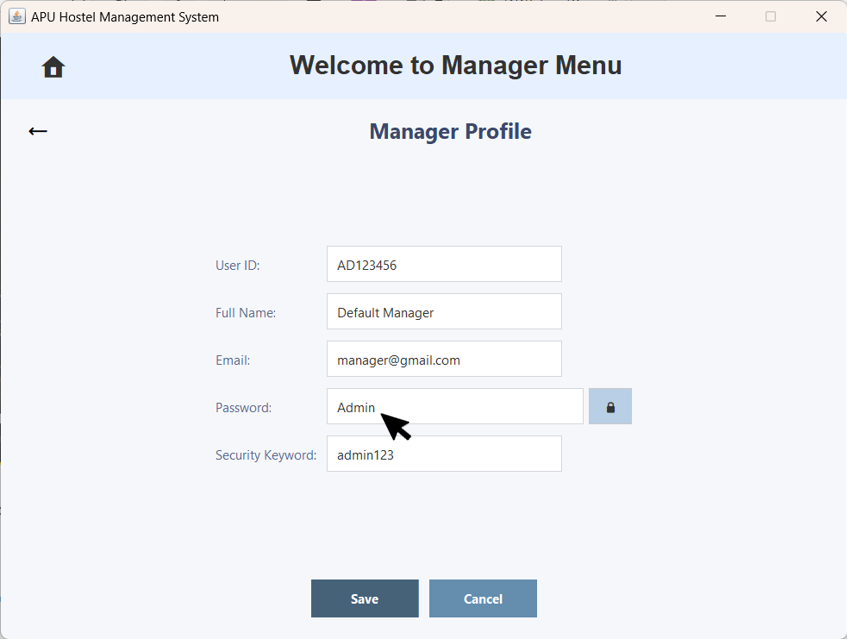 APU Hostel Management System
Welcome to Manager Menu
Manager Profile
User ID: AD123456
Full Name: Default Manager
Email: manager@gmail.com
Password: Admin
Security Keyword: admin123
Save Cancel